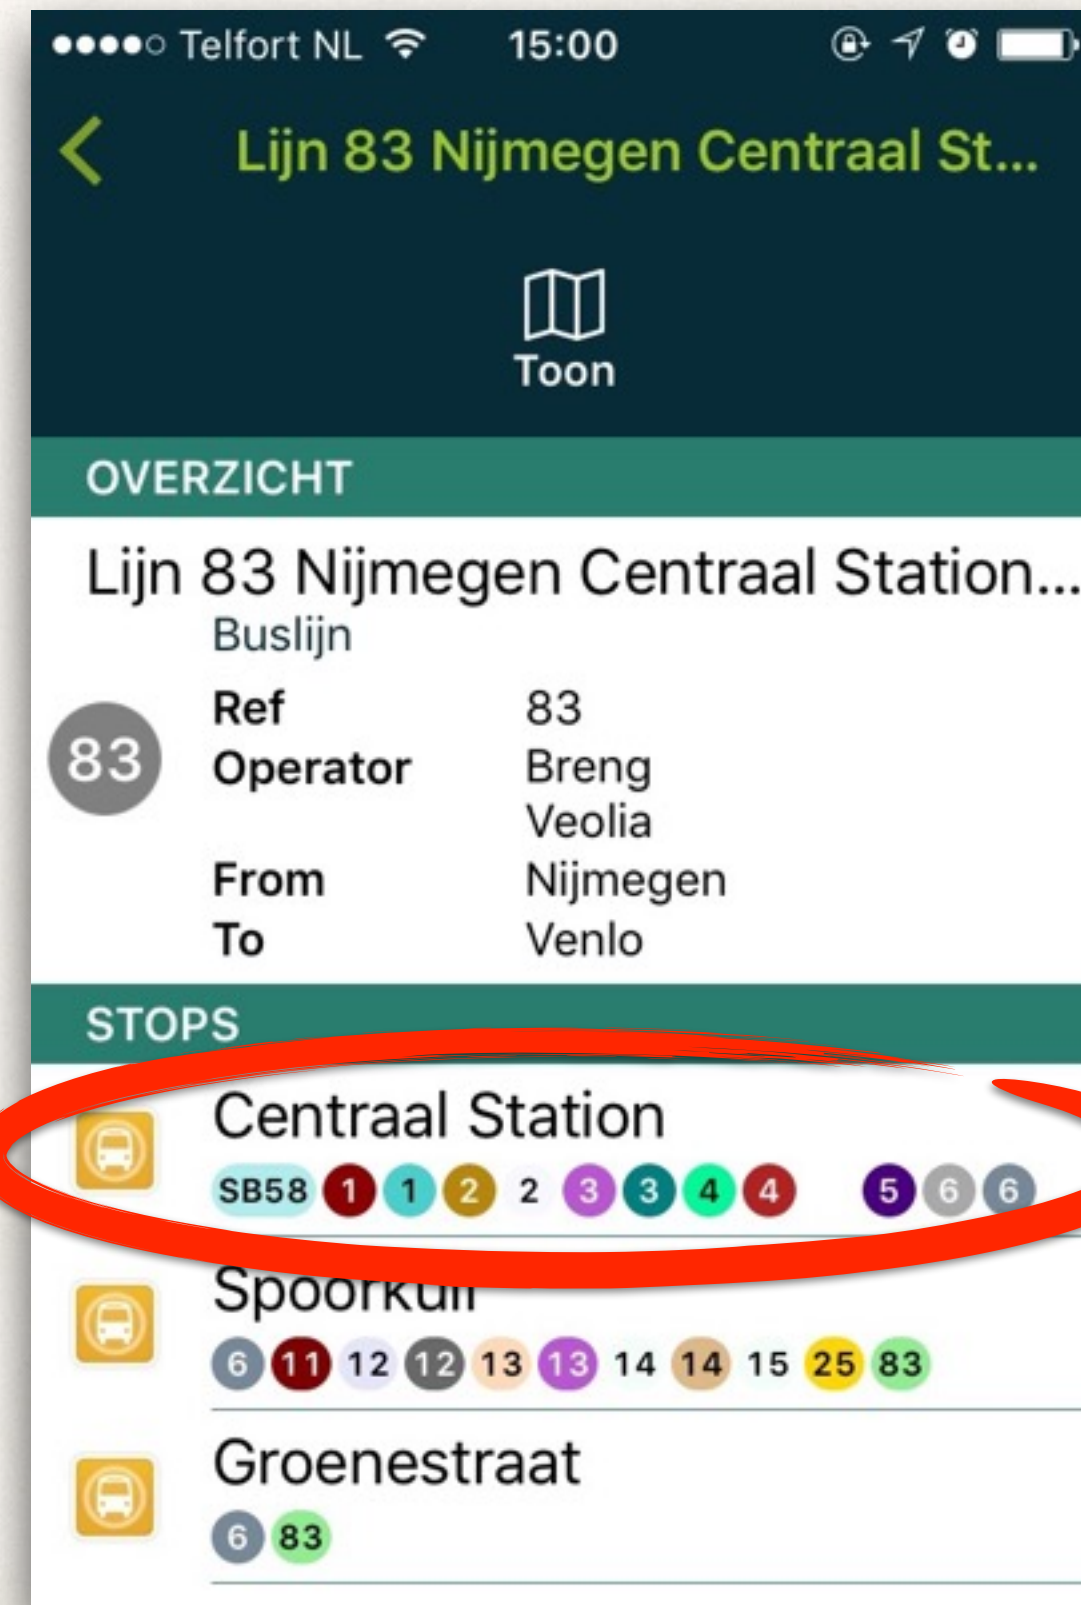 Telfort NL 15:00
Lijn 83 Nijmegen Centraal St...
Toon
OVERZICHT
Lijn 83 Nijmegen Centraal Station...
Buslijn
83
Ref 83
Operator Breng
Veolia
From Nijmegen
To Venlo
STOPS
Centraal Station
SB58 1 1 2 2 3 3 4 4 5 6 6
Spoorkuil
6 11 12 12 13 13 14 14 15 25 83
Groenestraat
6 83